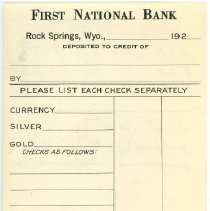 FIRST NATIONAL BANK
Rock Springs, Wyo., 192
DEPOSITED TO CREDIT OF
BY
PLEASE LIST EACH CHECK SEPARATELY
CURRENCY
SILVER
GOLD
CHECKS AS FOLLOWS: